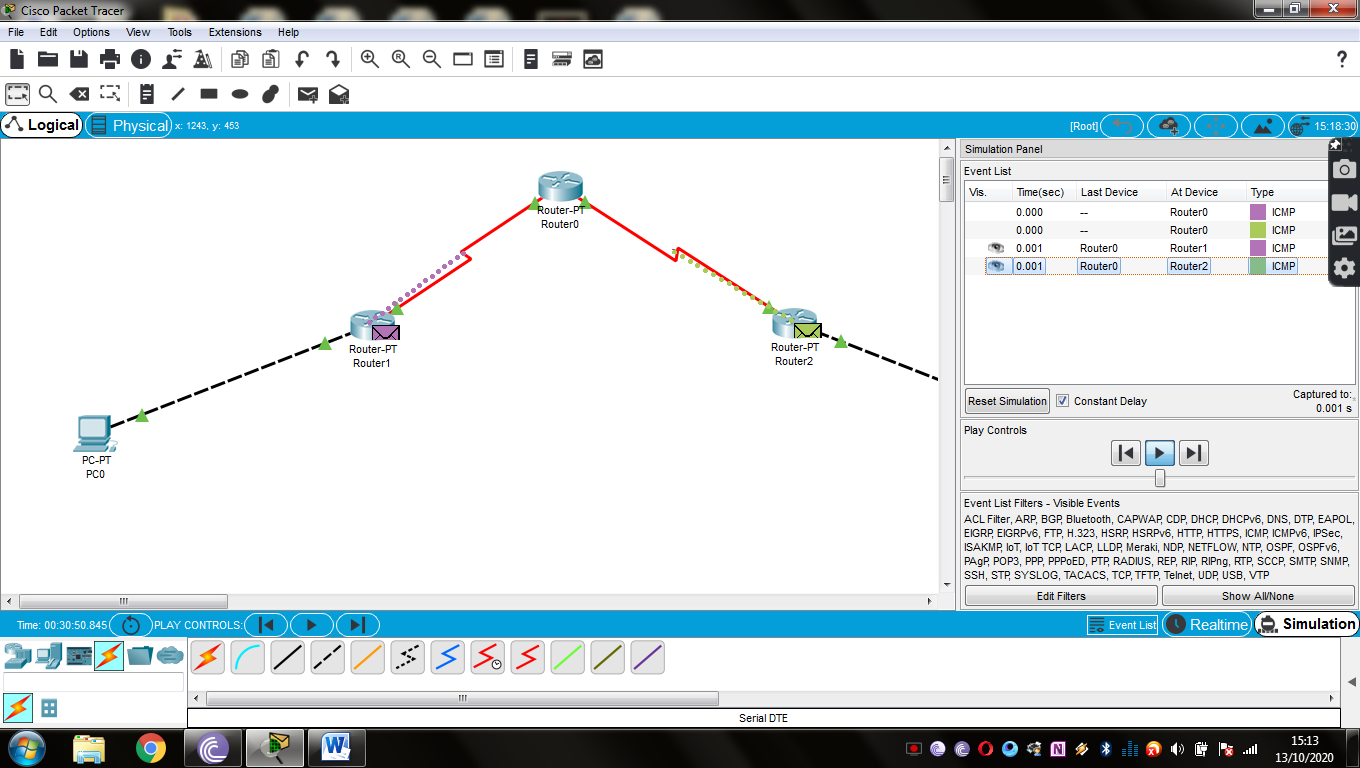 Cisco Packet Tracer
File Edit Options View Tools Extensions Help
?
Logical Physical x: 1243, y: 453 [Root] 15:18:30
Simulation Panel
Event List
Vis. Time(sec) Last Device At Device Type
0.000 -- Router0 ICMP
0.000 -- Router0 ICMP
0.001 Router0 Router1 ICMP
0.001 Router0 Router2 ICMP
Router-PT
Router0
Router-PT
Router1
Router-PT
Router2
PC-PT
PC0
Reset Simulation Constant Delay Captured to:
0.001 s
Play Controls
Event List Filters - Visible Events
ACL Filter, ARP, BGP, Bluetooth, CAPWAP, CDP, DHCP, DHCPv6, DNS, DTP, EAPOL,
EIGRP, EIGRPv6, FTP, H.323, HSRP, HSRPv6, HTTP, HTTPS, ICMP, ICMPv6, IPSec,
ISAKMP, IoT, IoT TCP, LACP, LLDP, Meraki, NDP, NETFLOW, NTP, OSPF, OSPFv6,
PAgP, POP3, PPP, PPPoED, PTP, RADIUS, REP, RIP, RIPng, RTP, SCCP, SMTP, SNMP,
SSH, STP, SYSLOG, TACACS, TCP, TFTP, Telnet, UDP, USB, VTP
Edit Filters Show All/None
Time: 00:30:50.845 PLAY CONTROLS: Event List Realtime Simulation
Serial DTE
15:13
13/10/2020